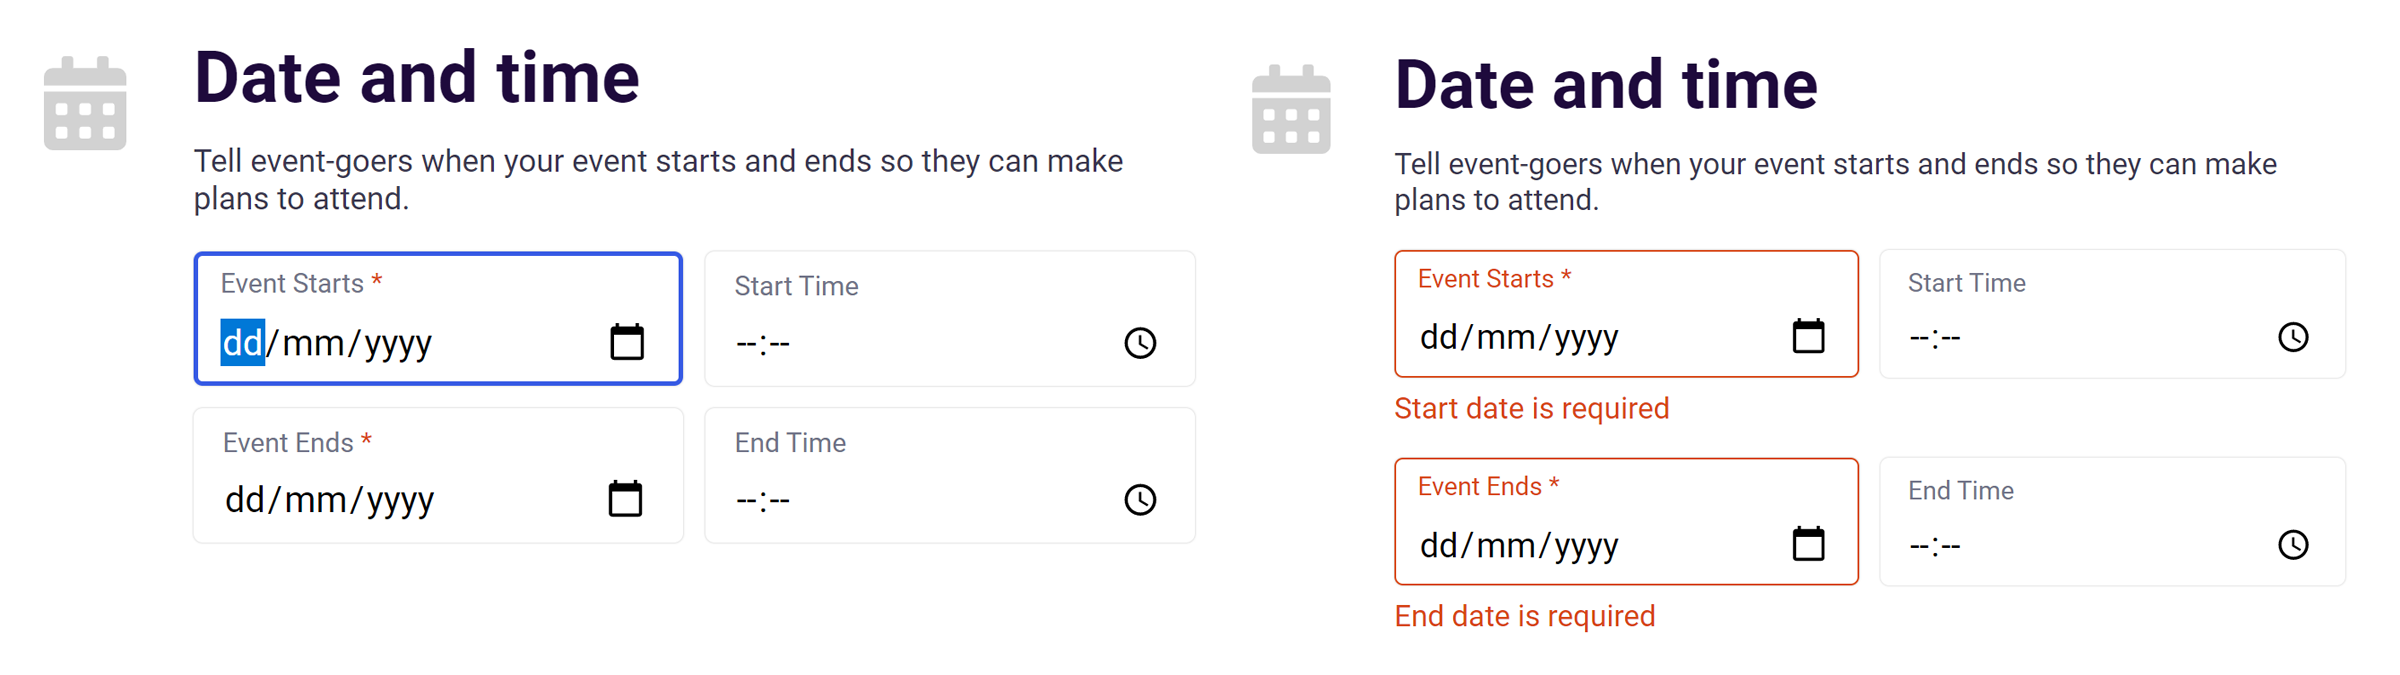 Date and time
Tell event-goers when your event starts and ends so they can make
plans to attend.
Event Starts *
dd/mm/yyyy
Start Time
--:--
Event Ends *
dd/mm/yyyy
End Time
--:--
Date and time
Tell event-goers when your event starts and ends so they can make
plans to attend.
Event Starts *
dd/mm/yyyy
Start Time
--:--
Start date is required
Event Ends *
dd/mm/yyyy
End Time
--:--
End date is required